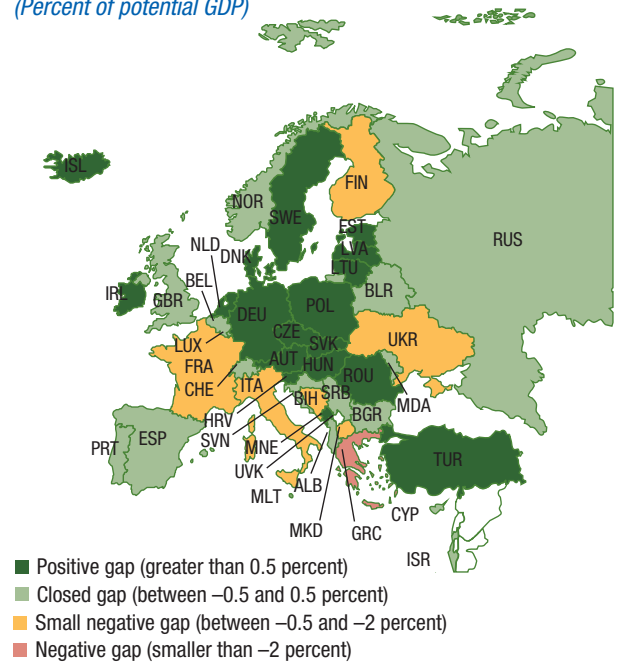 (Percent of potential GDP)
ISL
FIN
NOR
SWE
EST
RUS
NLD
DNK
LVA
LTU
BEL
BLR
IRL
GBR
DEU
POL
CZE
UKR
LUX
SVK
FRA
AUT
HUN
CHE
ITA
ROU
BIH
SRB
MDA
HRV
BGR
SVN
ESP
PRT
MNE
TUR
UVK
ALB
MLT
CYP
MKD
GRC
ISR
Positive gap (greater than 0.5 percent)
Closed gap (between –0.5 and 0.5 percent)
Small negative gap (between –0.5 and –2 percent)
Negative gap (smaller than –2 percent)